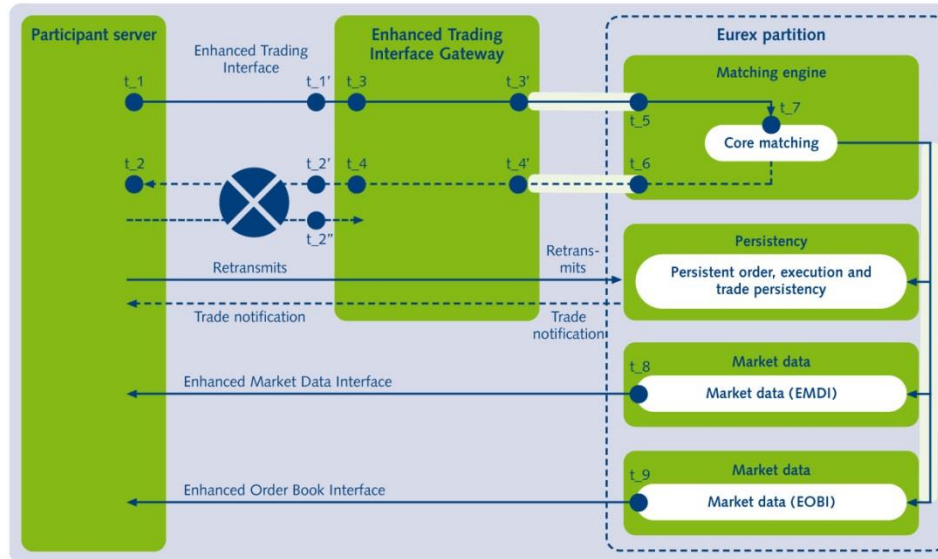 Participant server
Enhanced Trading
Interface
Enhanced Trading
Interface Gateway
Eurex partition
Matching engine
t_1
t_1’
t_3
t_3’
t_5
t_7
Core matching
t_2
t_2’
t_4
t_4’
t_6
t_2”
Retransmits
Retrans-
mits
Persistency
Persistent order, execution and
trade persistency
Trade notification
Trade
notification
Market data
t_8
Enhanced Market Data Interface
Market data (EMDI)
Market data
t_9
Enhanced Order Book Interface
Market data (EOBI)